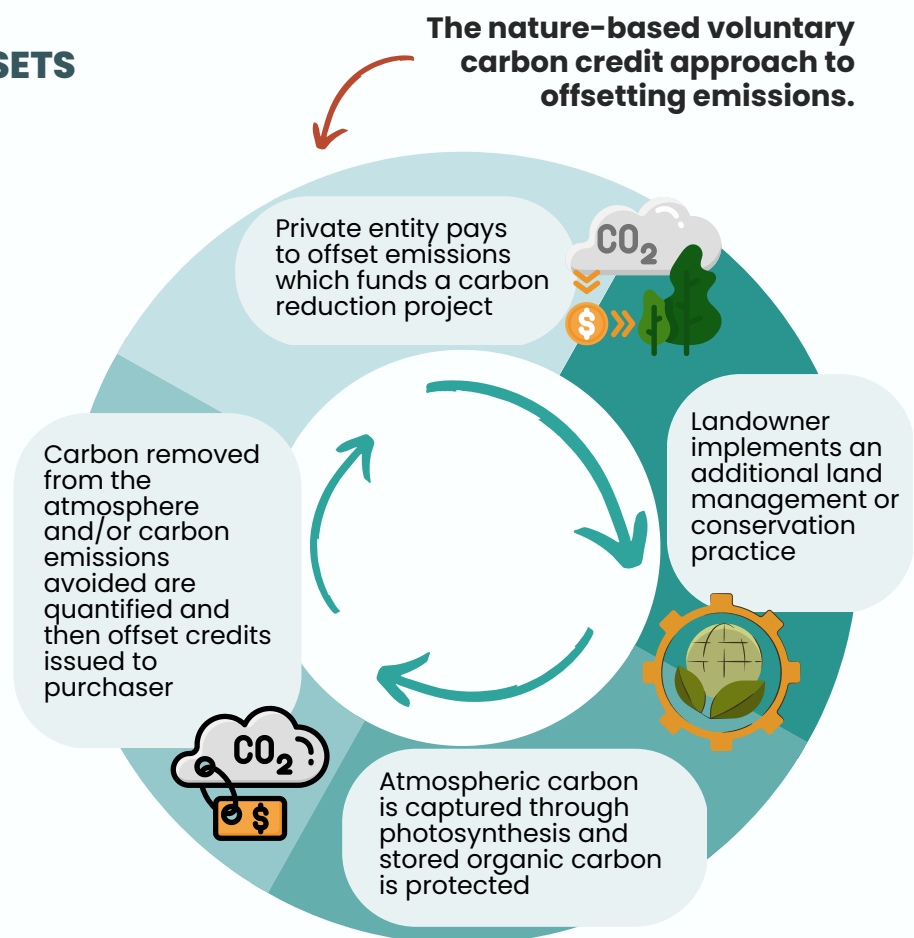 SETS
The nature-based voluntary
carbon credit approach to
offsetting emissions.
Private entity pays
to offset emissions
which funds a carbon
reduction project
CO2
$
Landowner
implements an
additional land
management or
conservation
practice
Atmospheric carbon
is captured through
photosynthesis and
stored organic carbon
is protected
Carbon removed
from the
atmosphere
and/or carbon
emissions
avoided are
quantified and
then offset credits
issued to
purchaser
CO2
$